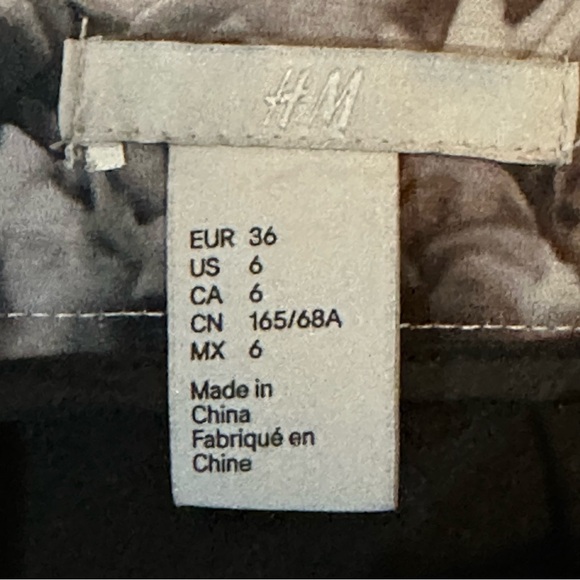 H&M
EUR 36
US 6
CA 6
CN 165/68A
MX 6
Made in
China
Fabriqué en
Chine